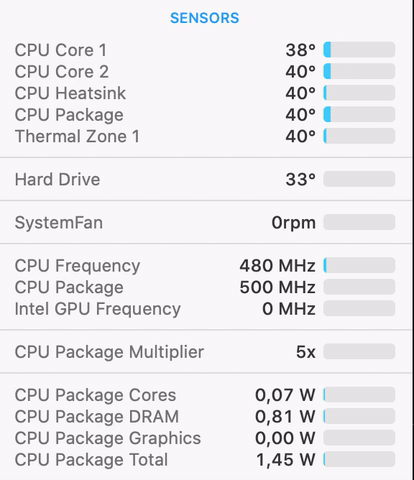 SENSORS
CPU Core 1 38°
CPU Core 2 40°
CPU Heatsink 40°
CPU Package 40°
Thermal Zone 1 40°
Hard Drive 33°
SystemFan 0rpm
CPU Frequency 480 MHz
CPU Package 500 MHz
Intel GPU Frequency 0 MHz
CPU Package Multiplier 5x
CPU Package Cores 0,07 W
CPU Package DRAM 0,81 W
CPU Package Graphics 0,00 W
CPU Package Total 1,45 W